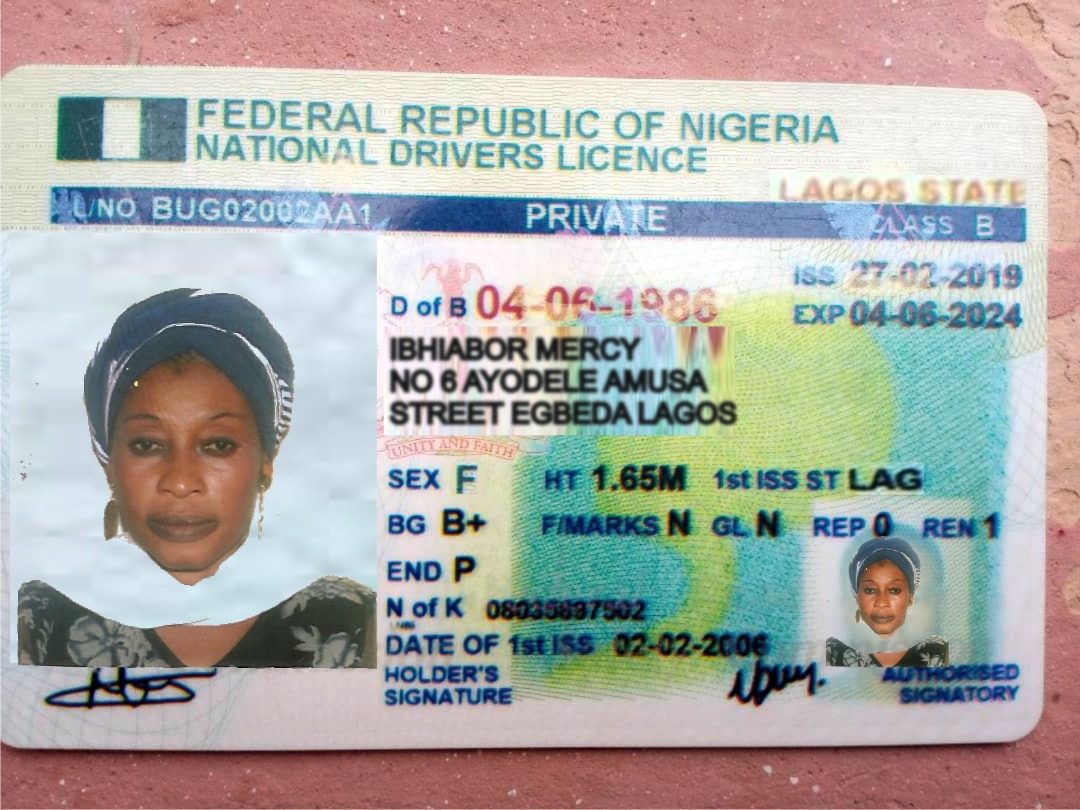 FEDERAL REPUBLIC OF NIGERIA
NATIONAL DRIVERS LICENCE
LAGOS STATE
L/NO BUG02002AA1 PRIVATE CLASS B
ISS 27-02-2019
D of B 04-06-1986 EXP 04-06-2024
IBHIABOR MERCY
NO 6 AYODELE AMUSA
STREET EGBEDA LAGOS
UNITY AND FAITH
SEX F HT 1.65M 1st ISS ST LAG
BG B+ F/MARKS N GL N REP 0 REN 1
END P
N of K 08035897502
DATE OF 1st ISS 02-02-2006
HOLDER'S AUTHORISED
SIGNATURE SIGNATORY